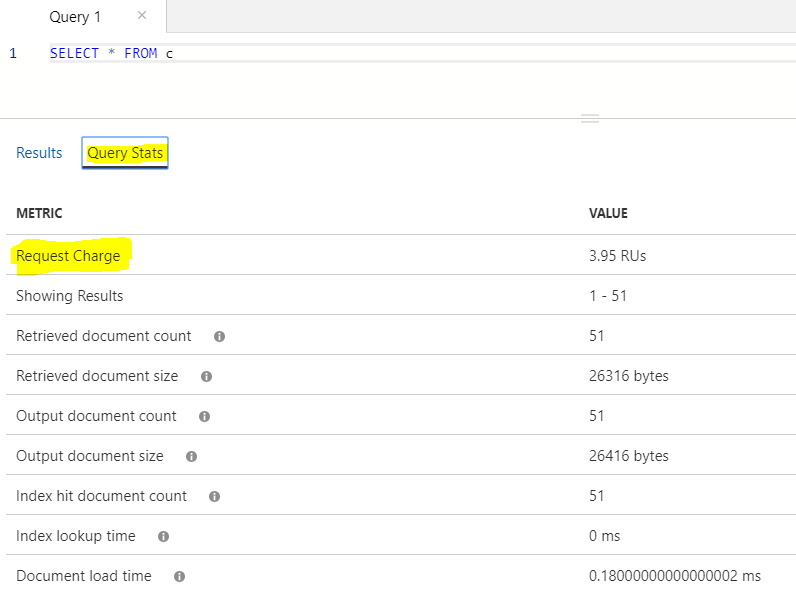 Query 1 ×
1 SELECT * FROM c
Results Query Stats
METRIC VALUE
Request Charge 3.95 RUs
Showing Results 1 - 51
Retrieved document count 51
Retrieved document size 26316 bytes
Output document count 51
Output document size 26416 bytes
Index hit document count 51
Index lookup time 0 ms
Document load time 0.18000000000000002 ms